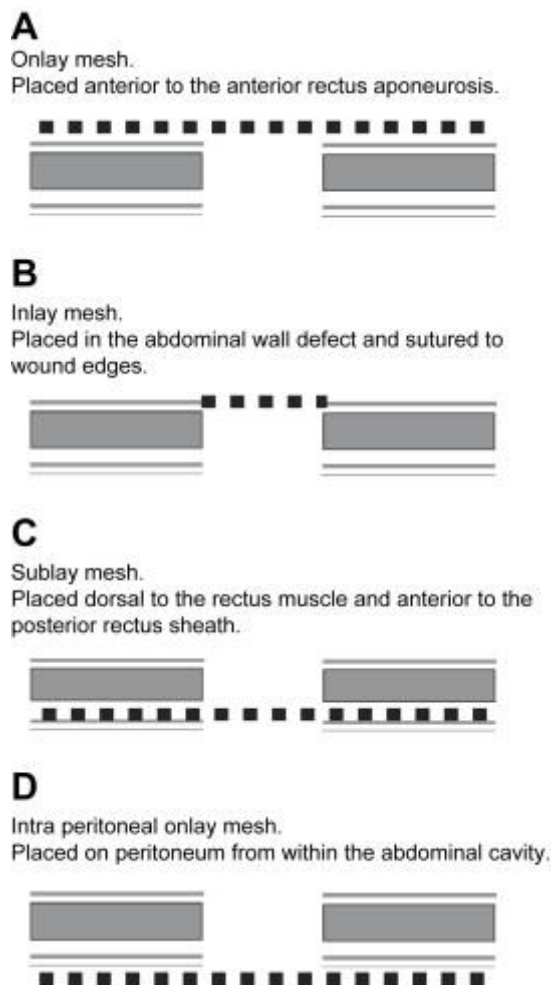 A
Onlay mesh.
Placed anterior to the anterior rectus aponeurosis.
B
Inlay mesh.
Placed in the abdominal wall defect and sutured to
wound edges.
C
Sublay mesh.
Placed dorsal to the rectus muscle and anterior to the
posterior rectus sheath.
D
Intra peritoneal onlay mesh.
Placed on peritoneum from within the abdominal cavity.